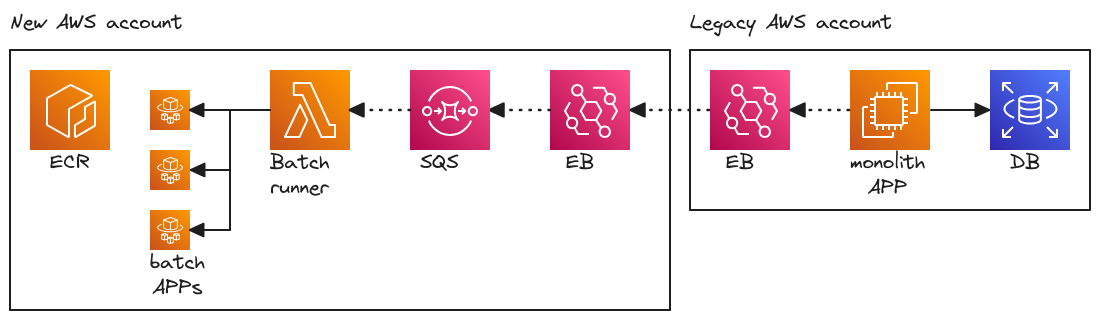 New AWS account
Legacy AWS account
ECR
Batch
runner
SQS
EB
EB
monolith
APP
DB
batch
APPs